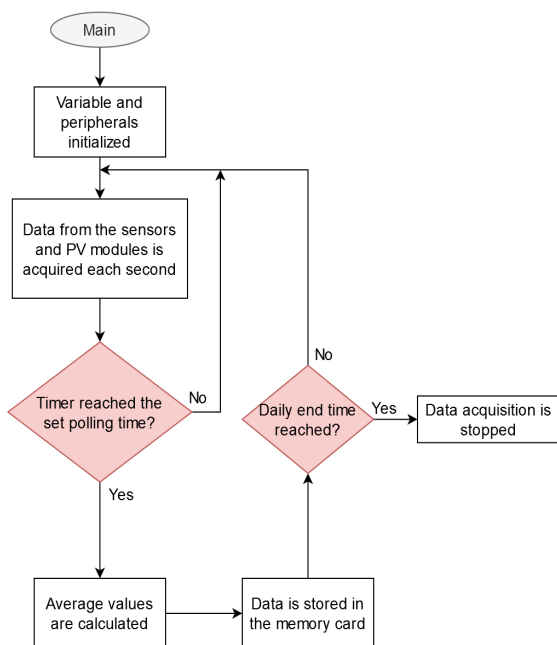 Main
Variable and
peripherals
initialized
Data from the sensors
and PV modules is
acquired each second
Timer reached the
set polling time?
No
Yes
Average values
are calculated
Data is stored in
the memory card
Daily end time
reached?
No
Yes
Data acquisition is
stopped